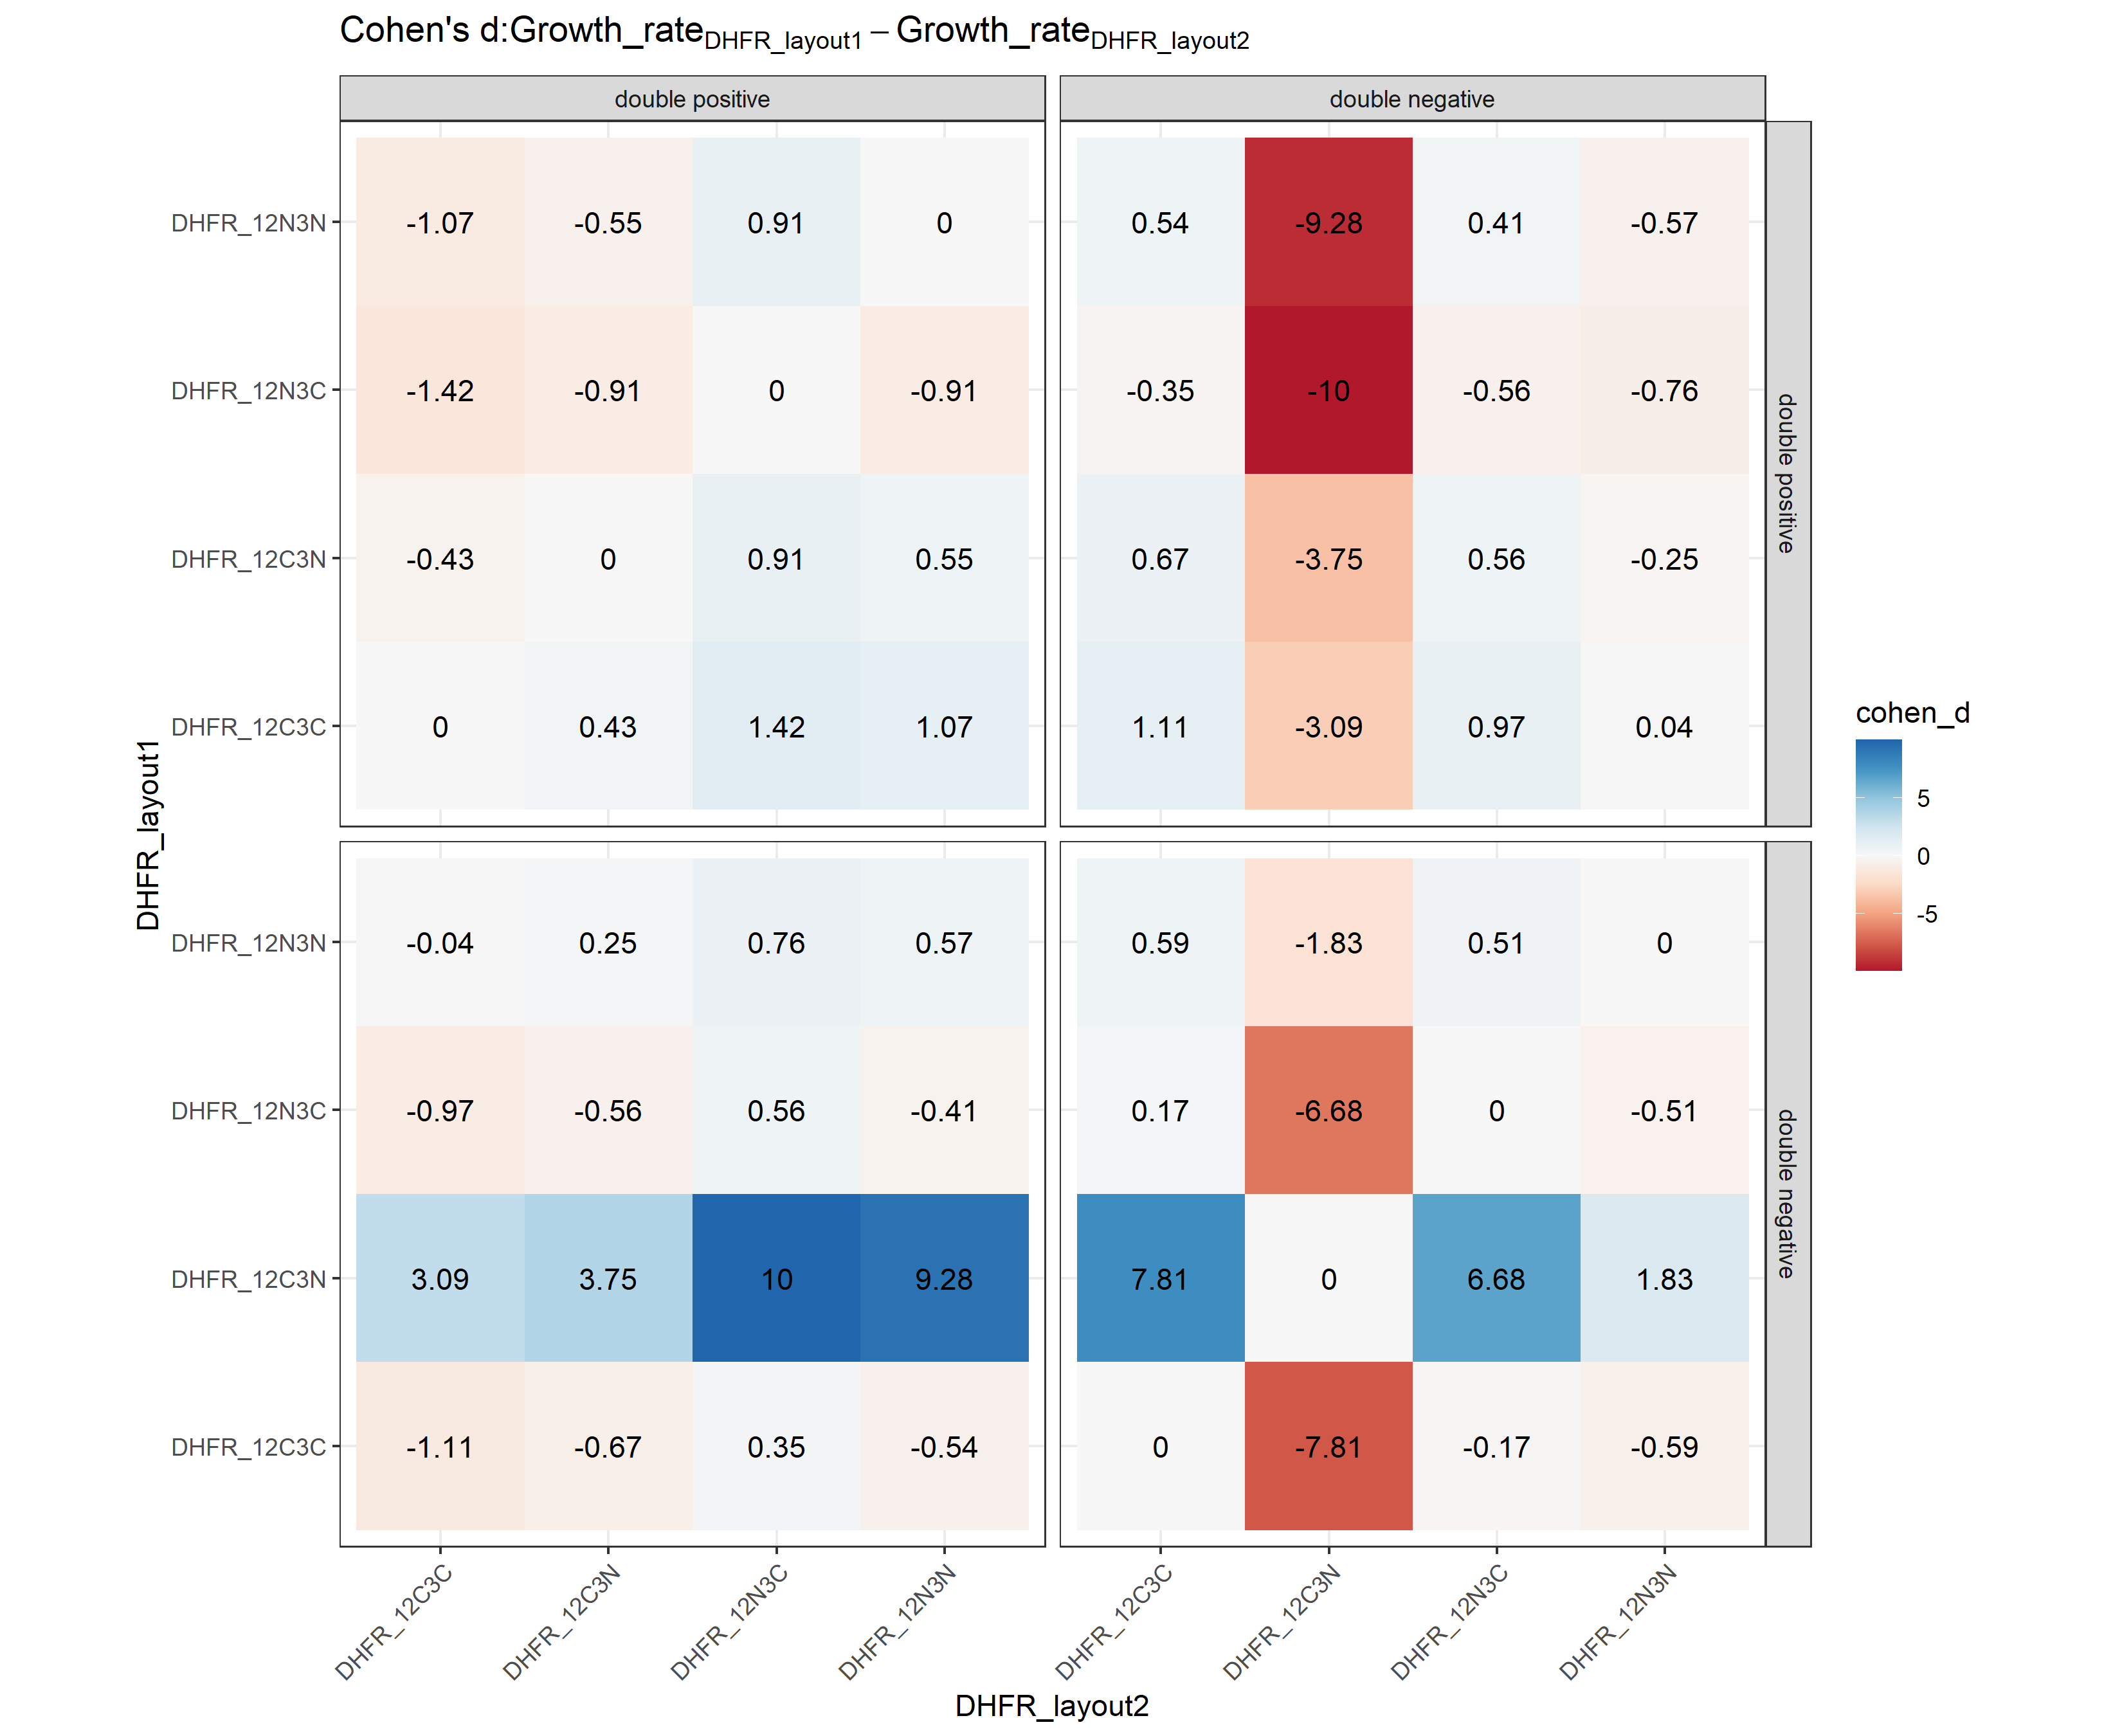 Cohen's d:Growth_rate DHFR_layout1 – Growth_rate DHFR_layout2
double positive double negative
DHFR_12N3N -1.07 -0.55 0.91 0 0.54 -9.28 0.41 -0.57
DHFR_12N3C -1.42 -0.91 0 -0.91 -0.35 -10 -0.56 -0.76
double positive
DHFR_12C3N -0.43 0 0.91 0.55 0.67 -3.75 0.56 -0.25
DHFR_12C3C 0 0.43 1.42 1.07 1.11 -3.09 0.97 0.04
DHFR_layout1
DHFR_12N3N -0.04 0.25 0.76 0.57 0.59 -1.83 0.51 0
DHFR_12N3C -0.97 -0.56 0.56 -0.41 0.17 -6.68 0 -0.51
double negative
DHFR_12C3N 3.09 3.75 10 9.28 7.81 0 6.68 1.83
DHFR_12C3C -1.11 -0.67 0.35 -0.54 0 -7.81 -0.17 -0.59
DHFR_12C3C DHFR_12C3N DHFR_12N3C DHFR_12N3N DHFR_12C3C DHFR_12C3N DHFR_12N3C DHFR_12N3N
DHFR_layout2
cohen_d
5
0
-5